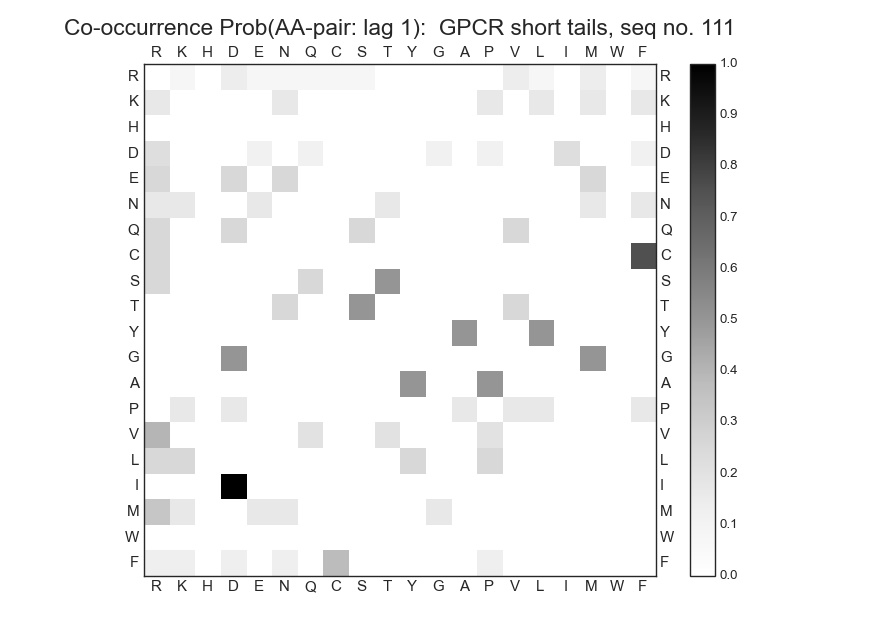 Co-occurrence Prob(AA-pair: lag 1):  GPCR short tails, seq no. 111
R K H D E N Q C S T Y G A P V L I M W F
R R 1.0
K K 0.9
H H
D D 0.8
E E
N N 0.7
Q Q
C C 0.6
S S
T T 0.5
Y Y
G G 0.4
A A
P P 0.3
V V
L L 0.2
I I
M M 0.1
W W
F F 0.0
R K H D E N Q C S T Y G A P V L I M W F